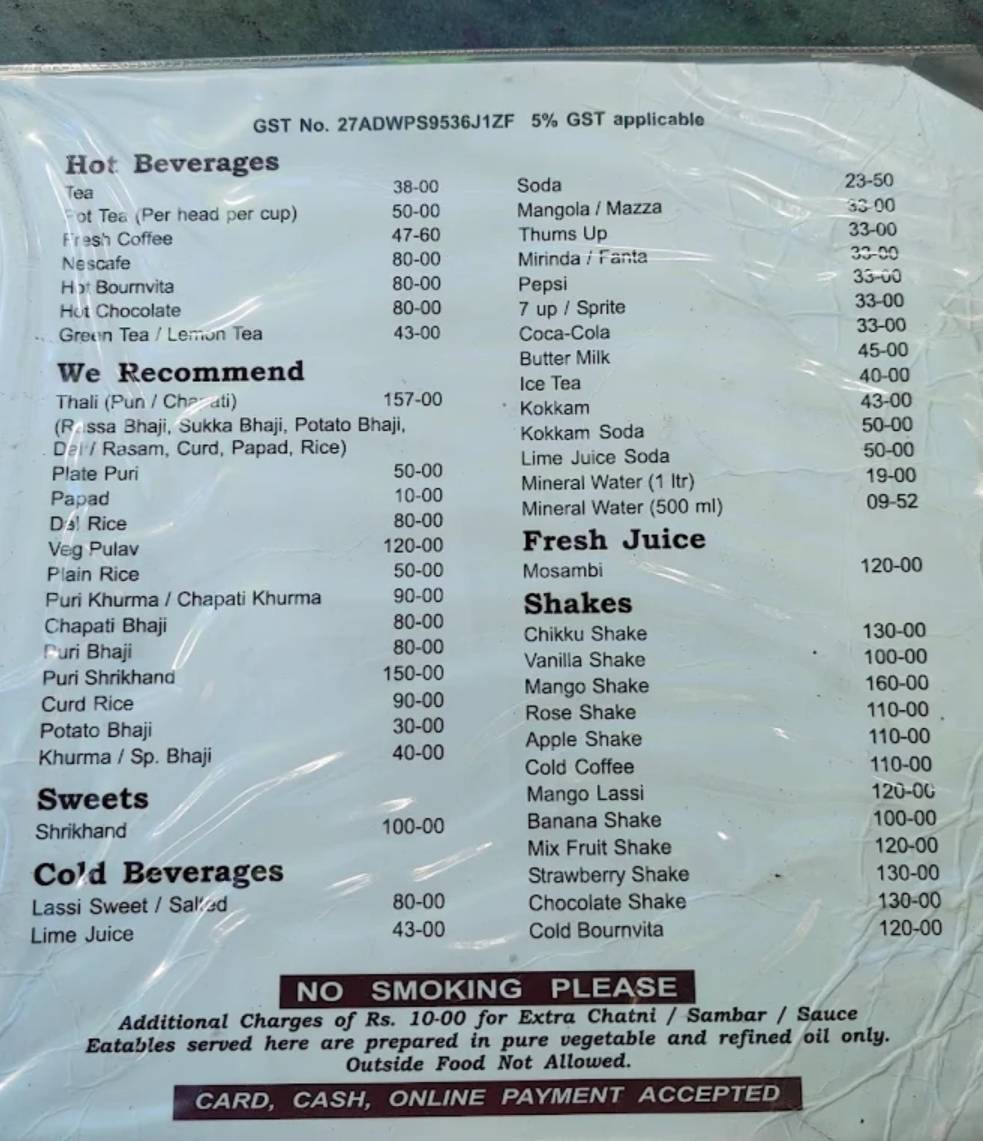 GST No. 27ADWPS9536J1ZF 5% GST applicable
Hot Beverages
Tea 38-00
Pot Tea (Per head per cup) 50-00
Fresh Coffee 47-60
Nescafe 80-00
Hot Bournvita 80-00
Hot Chocolate 80-00
Green Tea / Lemon Tea 43-00
We Recommend
Thali (Puri / Chapati) 157-00
(Rassa Bhaji, Sukka Bhaji, Potato Bhaji,
Dal / Rasam, Curd, Papad, Rice)
Plate Puri 50-00
Papad 10-00
Dal Rice 80-00
Veg Pulav 120-00
Plain Rice 50-00
Puri Khurma / Chapati Khurma 90-00
Chapati Bhaji 80-00
Puri Bhaji 80-00
Puri Shrikhand 150-00
Curd Rice 90-00
Potato Bhaji 30-00
Khurma / Sp. Bhaji 40-00
Sweets
Shrikhand 100-00
Cold Beverages
Lassi Sweet / Salted 80-00
Lime Juice 43-00
Soda 23-50
Mangola / Mazza 33-00
Thums Up 33-00
Mirinda / Fanta 33-00
Pepsi 33-00
7 up / Sprite 33-00
Coca-Cola 33-00
Butter Milk 45-00
Ice Tea 40-00
Kokkam 43-00
Kokkam Soda 50-00
Lime Juice Soda 50-00
Mineral Water (1 ltr) 19-00
Mineral Water (500 ml) 09-52
Fresh Juice
Mosambi 120-00
Shakes
Chikku Shake 130-00
Vanilla Shake 100-00
Mango Shake 160-00
Rose Shake 110-00
Apple Shake 110-00
Cold Coffee 110-00
Mango Lassi 120-00
Banana Shake 100-00
Mix Fruit Shake 120-00
Strawberry Shake 130-00
Chocolate Shake 130-00
Cold Bournvita 120-00
NO SMOKING PLEASE
Additional Charges of Rs. 10-00 for Extra Chatni / Sambar / Sauce
Eatables served here are prepared in pure vegetable and refined oil only.
Outside Food Not Allowed.
CARD, CASH, ONLINE PAYMENT ACCEPTED